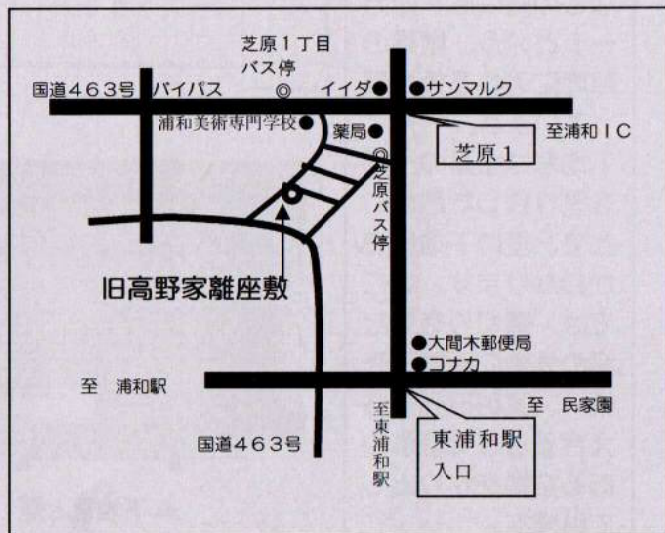 芝原1丁目
バス停
国道463号
バイパス
イイダ
サンマルク
浦和美術専門学校
薬局
至浦和IC
芝原1
芝原バス停
旧高野家離座敷
大間木郵便局
コナカ
至 浦和駅
至 民家園
至東浦和駅
東浦和駅
入口
国道463号